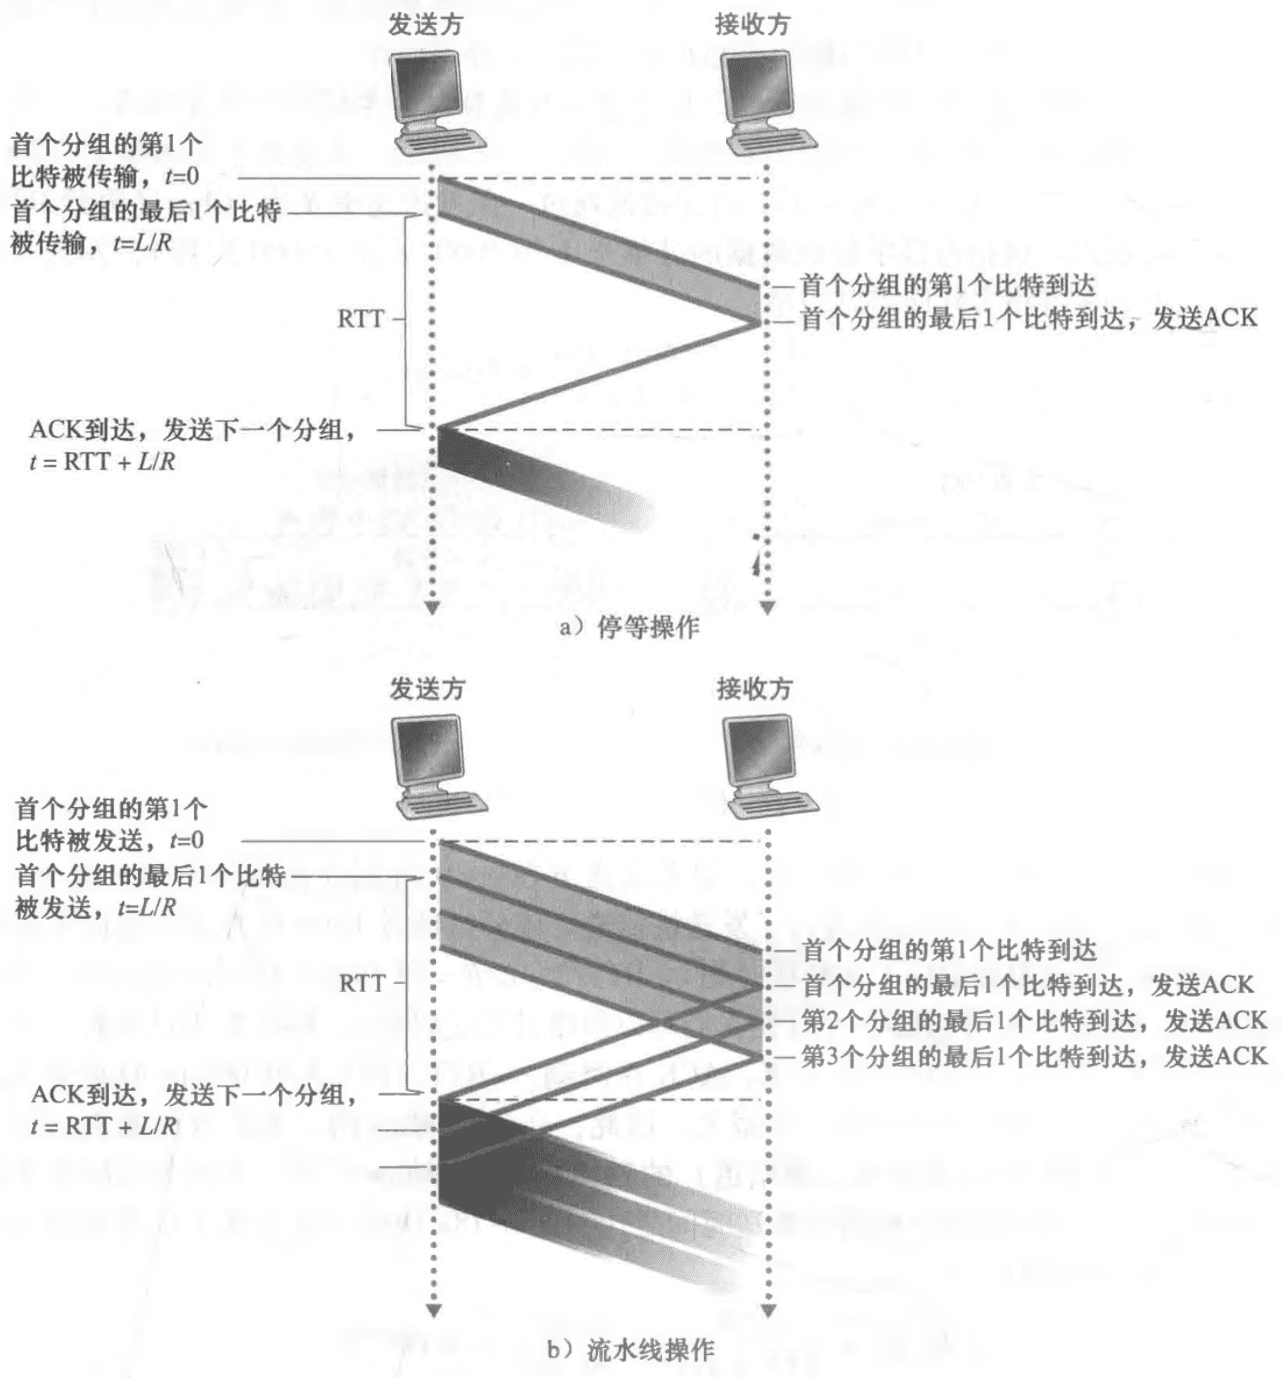 发送方
接收方
首个分组的第1个
比特被传输，t=0
首个分组的最后1个比特
被传输，t=L/R
首个分组的第1个比特到达
首个分组的最后1个比特到达，发送ACK
RTT
ACK到达，发送下一个分组，
t = RTT + L/R
a）停等操作
发送方
接收方
首个分组的第1个
比特被发送，t=0
首个分组的最后1个比特
被发送，t=L/R
首个分组的第1个比特到达
首个分组的最后1个比特到达，发送ACK
RTT
第2个分组的最后1个比特到达，发送ACK
第3个分组的最后1个比特到达，发送ACK
ACK到达，发送下一个分组，
t = RTT + L/R
b）流水线操作